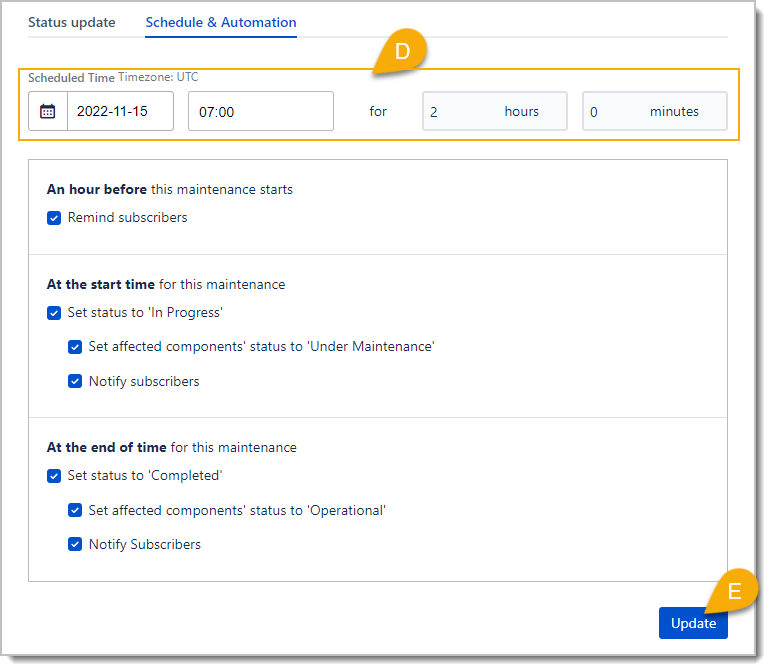 Status update Schedule & Automation
D
Scheduled Time Timezone: UTC
2022-11-15 07:00 for 2 hours 0 minutes
An hour before this maintenance starts
Remind subscribers
At the start time for this maintenance
Set status to 'In Progress'
Set affected components' status to 'Under Maintenance'
Notify subscribers
At the end of time for this maintenance
Set status to 'Completed'
Set affected components' status to 'Operational'
Notify Subscribers
E
Update